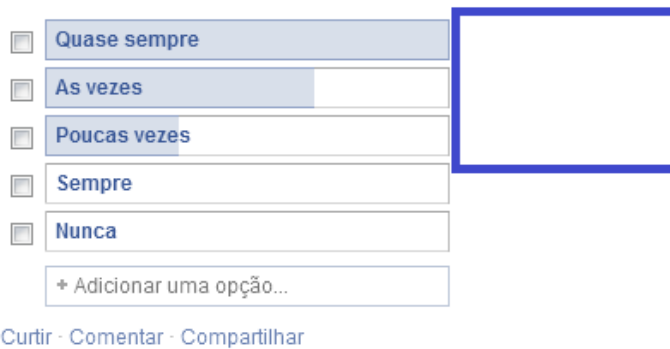 Quase sempre
As vezes
Poucas vezes
Sempre
Nunca
+ Adicionar uma opção...
Curtir · Comentar · Compartilhar